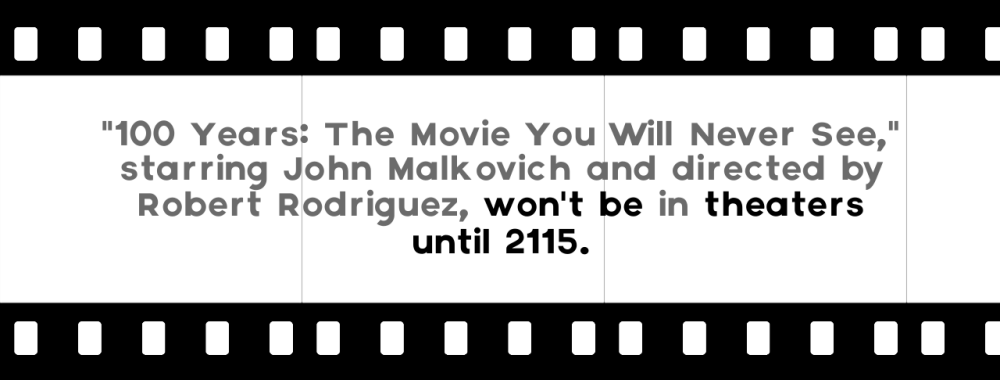 "100 Years: The Movie You Will Never See,"
starring John Malkovich and directed by
Robert Rodriguez, won't be in theaters
until 2115.